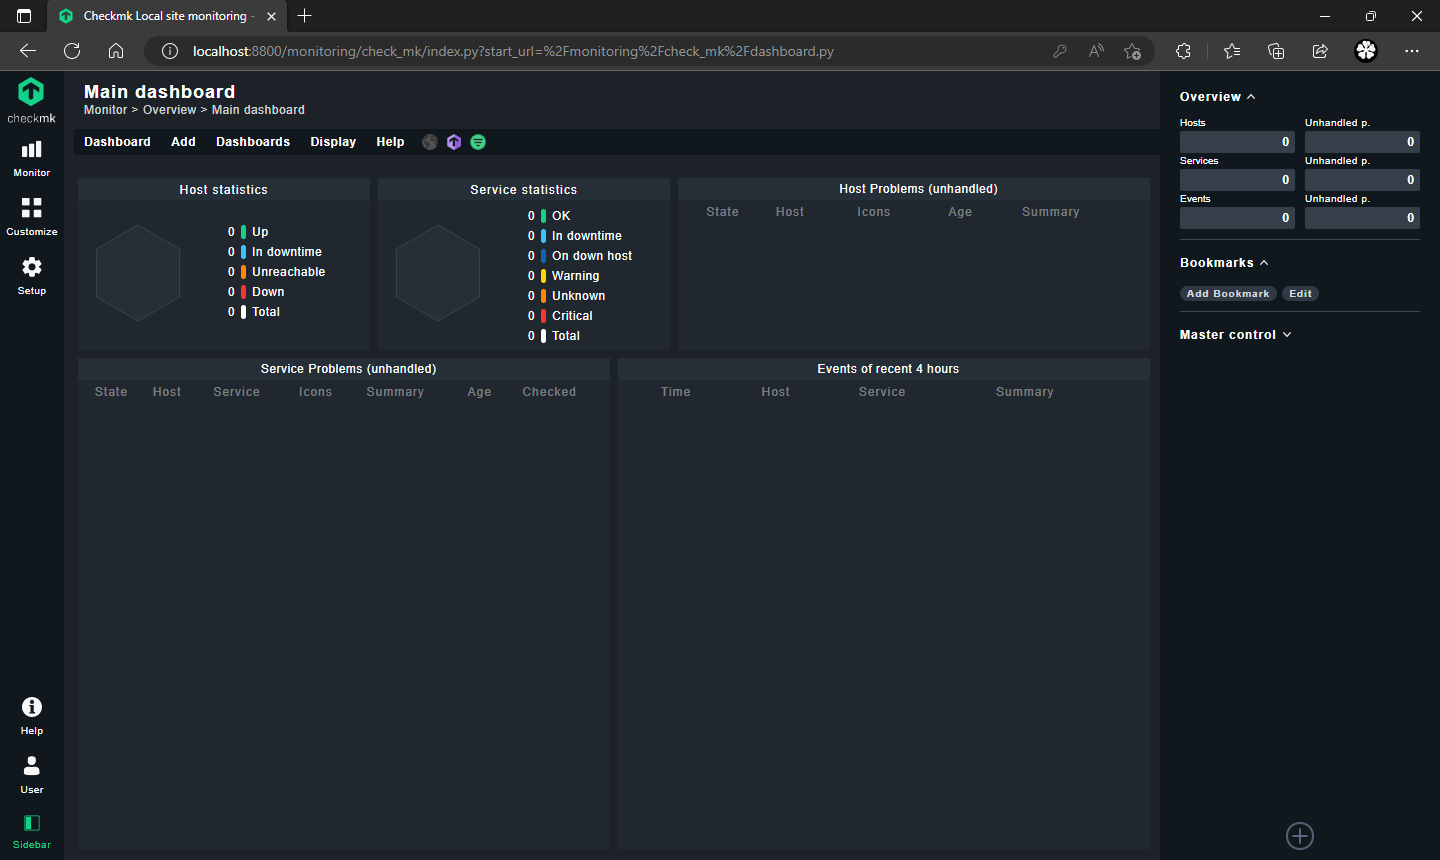 Checkmk Local site monitoring -
localhost:8800/monitoring/check_mk/index.py?start_url=%2Fmonitoring%2Fcheck_mk%2Fdashboard.py
checkmk
Monitor
Customize
Setup
Help
User
Sidebar
Main dashboard
Monitor > Overview > Main dashboard
Dashboard Add Dashboards Display Help
Host statistics
0 Up
0 In downtime
0 Unreachable
0 Down
0 Total
Service statistics
0 OK
0 In downtime
0 On down host
0 Warning
0 Unknown
0 Critical
0 Total
Host Problems (unhandled)
State Host Icons Age Summary
Service Problems (unhandled)
State Host Service Icons Summary Age Checked
Events of recent 4 hours
Time Host Service Summary
Overview
Hosts Unhandled p.
0 0
Services Unhandled p.
0 0
Events Unhandled p.
0 0
Bookmarks
Add Bookmark Edit
Master control